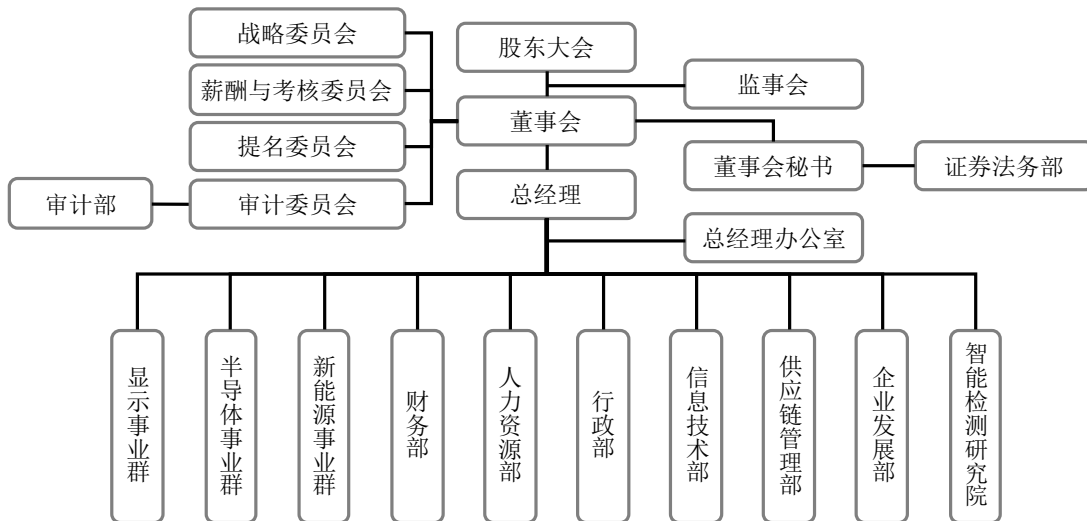 战略委员会
股东大会
薪酬与考核委员会
监事会
董事会
提名委员会
董事会秘书
证券法务部
审计部
审计委员会
总经理
总经理办公室
显示事业群
半导体事业群
新能源事业群
财务部
人力资源部
行政部
信息技术部
供应链管理部
企业发展部
智能检测研究院